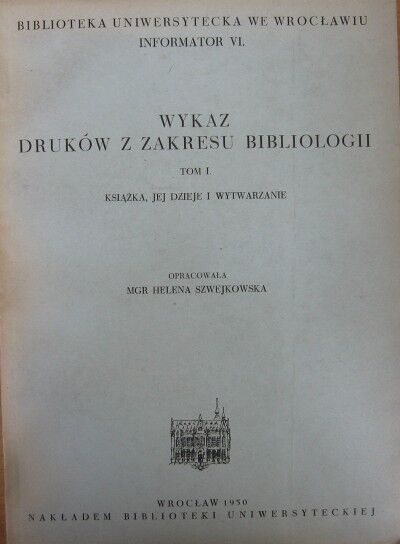 BIBLIOTEKA UNIWERSYTECKA WE WROCŁAWIU
INFORMATOR VI.
WYKAZ
DRUKÓW Z ZAKRESU BIBLIOLOGII
TOM I.
KSIĄŻKA, JEJ DZIEJE I WYTWARZANIE
OPRACOWAŁA
MGR HELENA SZWEJKOWSKA
WROCŁAW 1950
NAKŁADEM BIBLIOTEKI UNIWERSYTECKIEJ